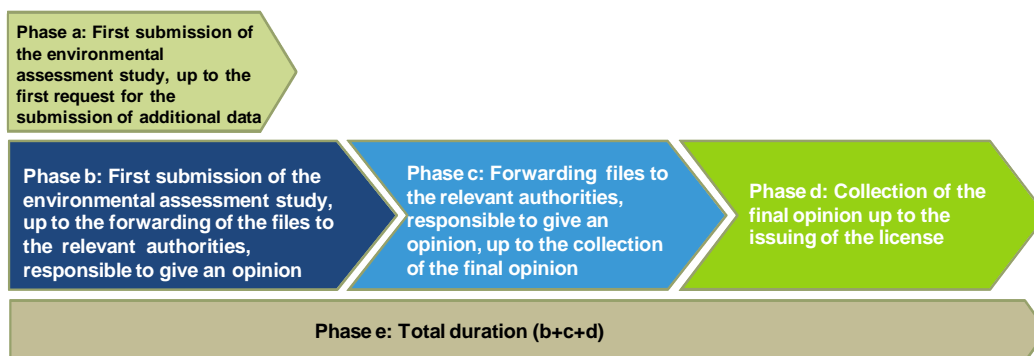 Phase a: First submission of
the environmental
assessment study, up to the
first request for the
submission of additional data
Phase b: First submission of the
environmental assessment study,
up to the forwarding of the files to
the relevant authorities,
responsible to give an opinion
Phase c: Forwarding files to
the relevant authorities,
responsible to give an
opinion, up to the collection
of the final opinion
Phase d: Collection of the
final opinion up to the
issuing of the license
Phase e: Total duration (b+c+d)